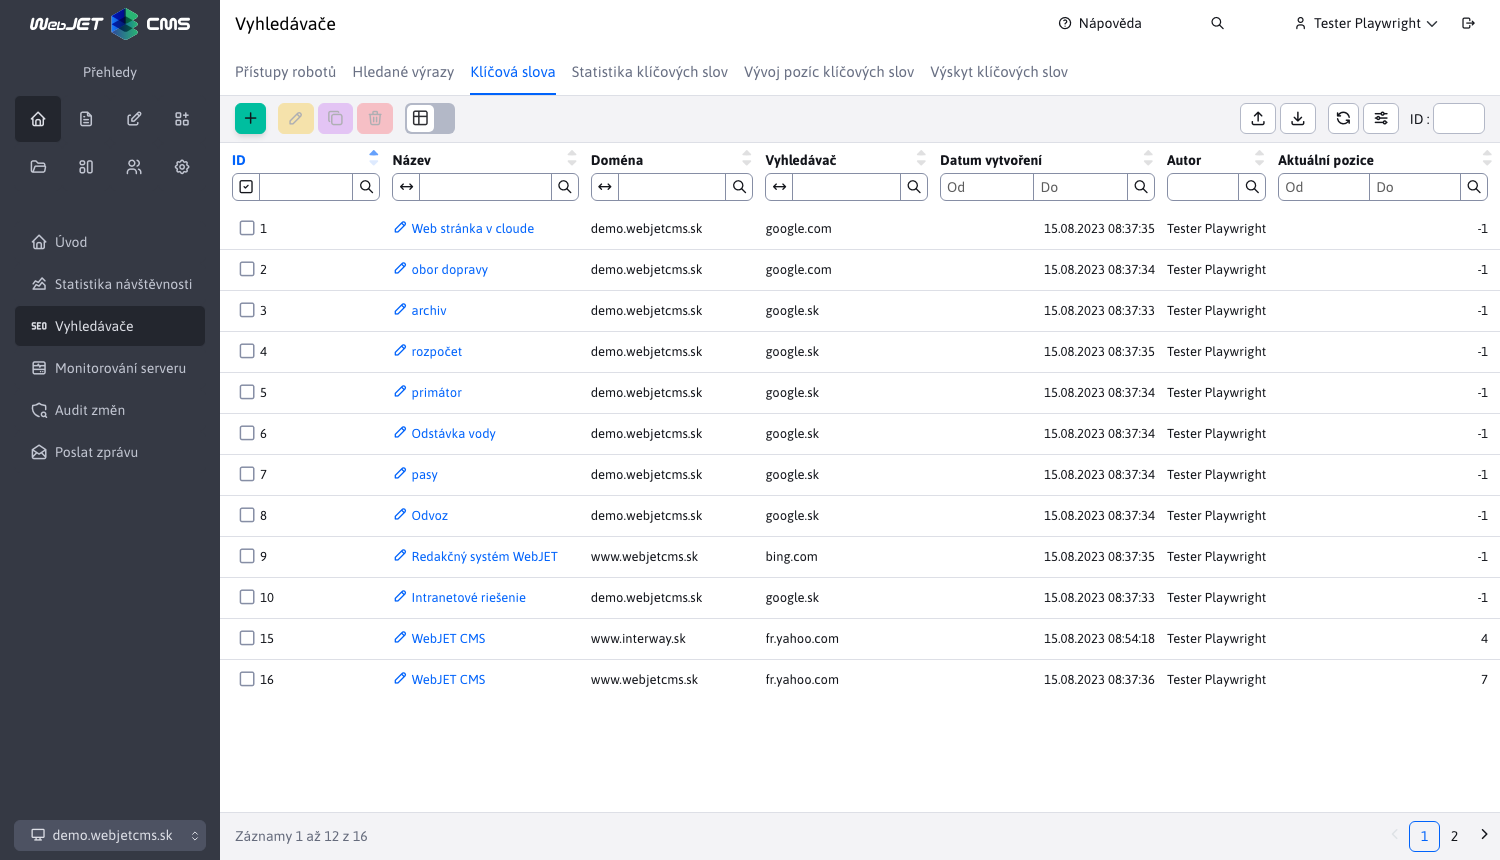 WebJET CMS
Vyhledávače
Nápověda
Tester Playwright
Přehledy
Přístupy robotů Hledané výrazy Klíčová slova Statistika klíčových slov Vývoj pozíc klíčových slov Výskyt klíčových slov
ID :
ID Název Doména Vyhledávač Datum vytvoření Autor Aktuální pozice
Od Do Od Do
1 Web stránka v cloude demo.webjetcms.sk google.com 15.08.2023 08:37:35 Tester Playwright -1
2 obor dopravy demo.webjetcms.sk google.com 15.08.2023 08:37:34 Tester Playwright -1
3 archiv demo.webjetcms.sk google.sk 15.08.2023 08:37:33 Tester Playwright -1
4 rozpočet demo.webjetcms.sk google.sk 15.08.2023 08:37:35 Tester Playwright -1
5 primátor demo.webjetcms.sk google.sk 15.08.2023 08:37:34 Tester Playwright -1
6 Odstávka vody demo.webjetcms.sk google.sk 15.08.2023 08:37:34 Tester Playwright -1
7 pasy demo.webjetcms.sk google.sk 15.08.2023 08:37:34 Tester Playwright -1
8 Odvoz demo.webjetcms.sk google.sk 15.08.2023 08:37:34 Tester Playwright -1
9 Redakčný systém WebJET www.webjetcms.sk bing.com 15.08.2023 08:37:35 Tester Playwright -1
10 Intranetové riešenie demo.webjetcms.sk google.sk 15.08.2023 08:37:33 Tester Playwright -1
15 WebJET CMS www.interway.sk fr.yahoo.com 15.08.2023 08:54:18 Tester Playwright 4
16 WebJET CMS www.webjetcms.sk fr.yahoo.com 15.08.2023 08:37:36 Tester Playwright 7
Úvod
Statistika návštěvnosti
SEO Vyhledávače
Monitorování serveru
Audit změn
Poslat zprávu
demo.webjetcms.sk
Záznamy 1 až 12 z 16
1 2